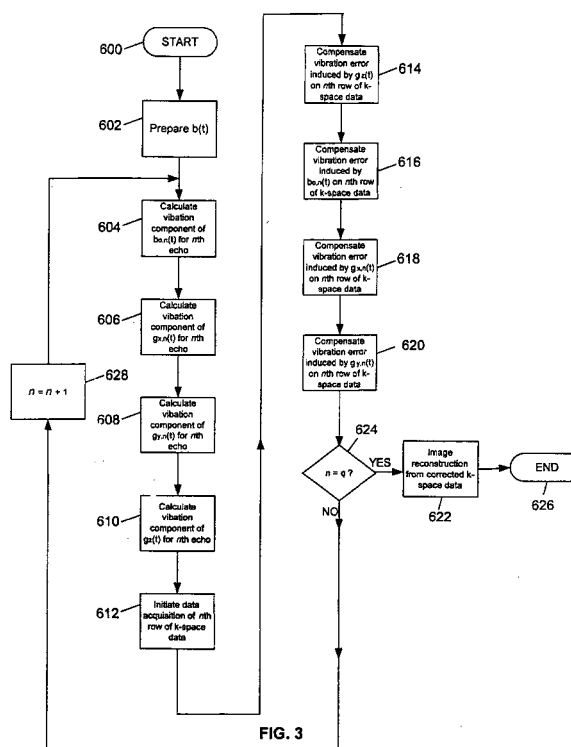 600
START
602
Prepare b(t)
604
Calculate
vibation
component of
b0,n(t) for nth
echo
606
Calculate
vibation
component of
gx,n(t) for nth
echo
608
Calculate
vibation
component of
gy,n(t) for nth
echo
610
Calculate
vibation
component of
gz(t) for nth echo
612
Initiate data
acquisition of nth
row of k-space
data
628
n = n + 1
614
Compensate
vibration error
induced by gz(t)
on nth row of k-
space data
616
Compensate
vibration error
induced by
b0,n(t) on nth row
of k-space data
618
Compensate
vibration error
induced by gx,n(t)
on nth row of k-
space data
620
Compensate
vibration error
induced by gy,n(t)
on nth row of k-
space data
624
n = q ?
YES
NO
Image
reconstruction
from corrected k-
space data
622
END
626
FIG. 3